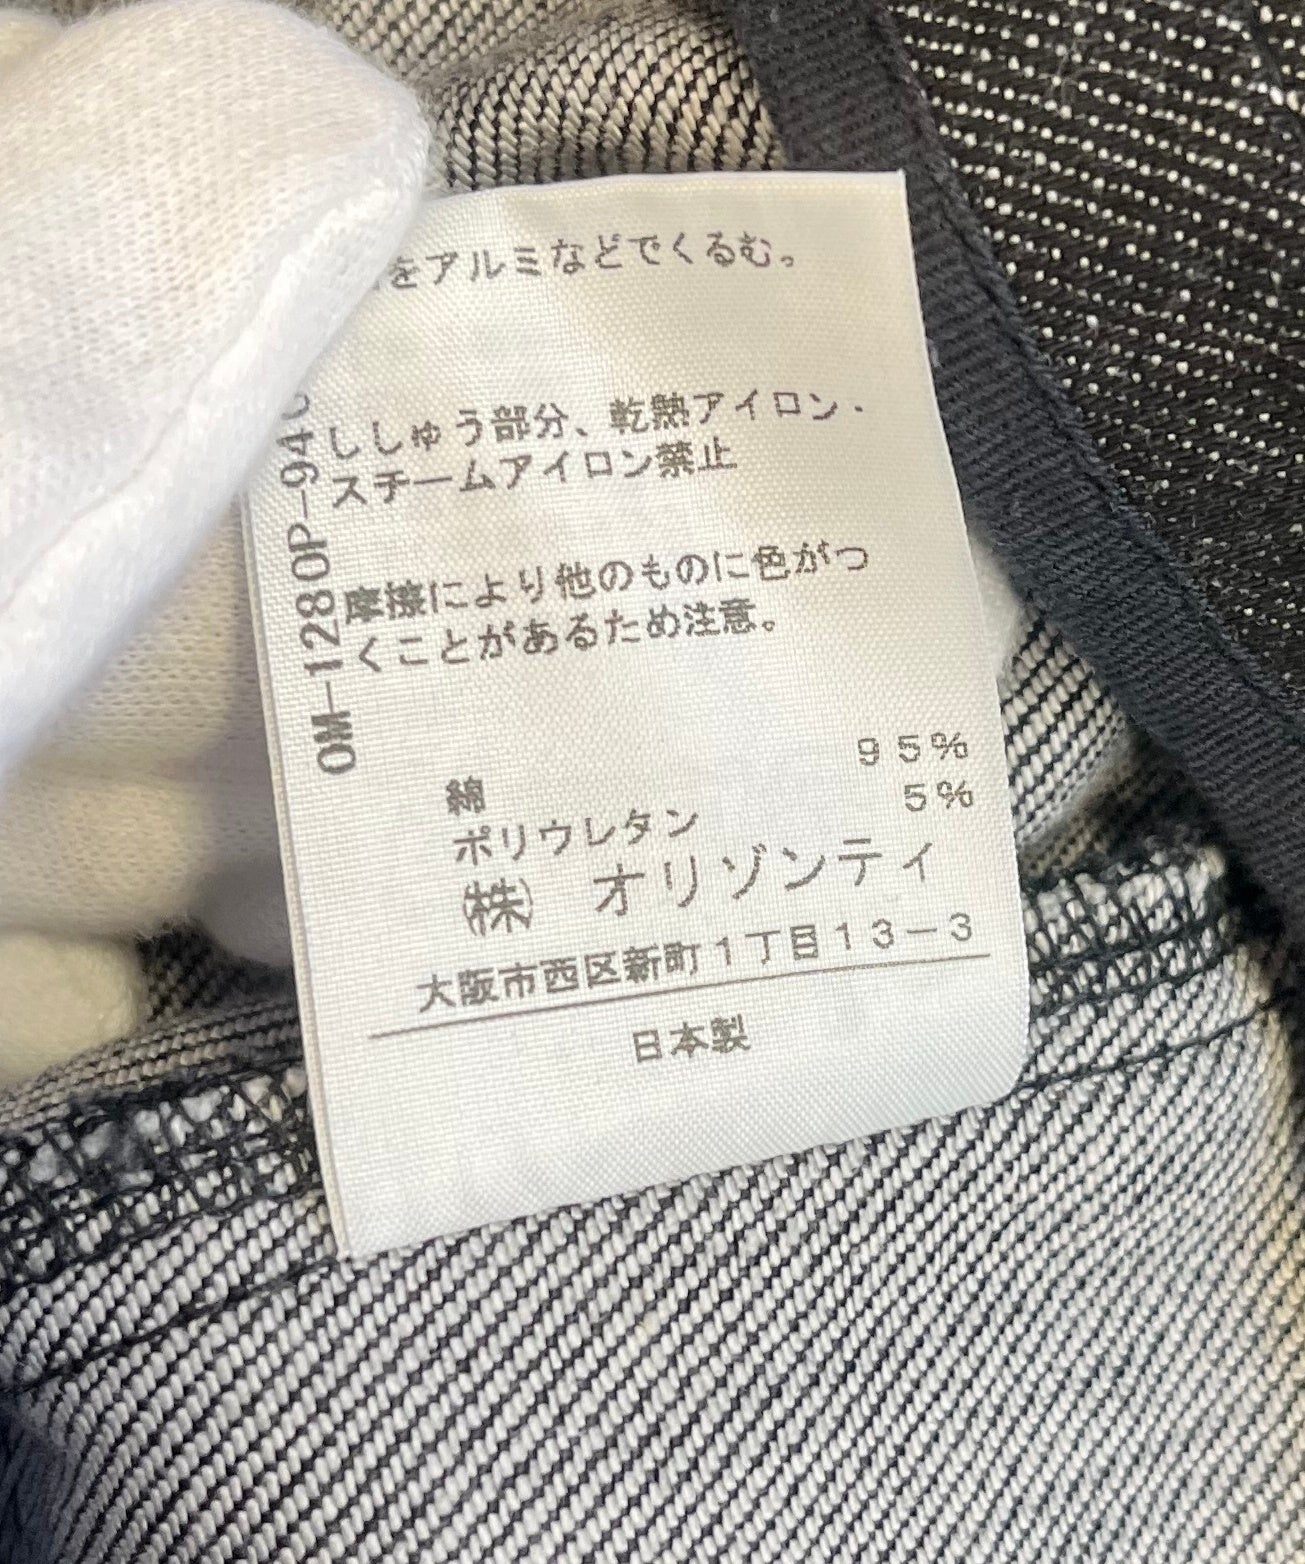 をアルミなどでくるむ。
ししゅう部分、乾熱アイロン・
スチームアイロン禁止
摩擦により他のものに色がつ
くことがあるため注意。
OM-1280P-94
綿 95%
ポリウレタン 5%
(株) オリゾンティ
大阪市西区新町1丁目13-3
日本製